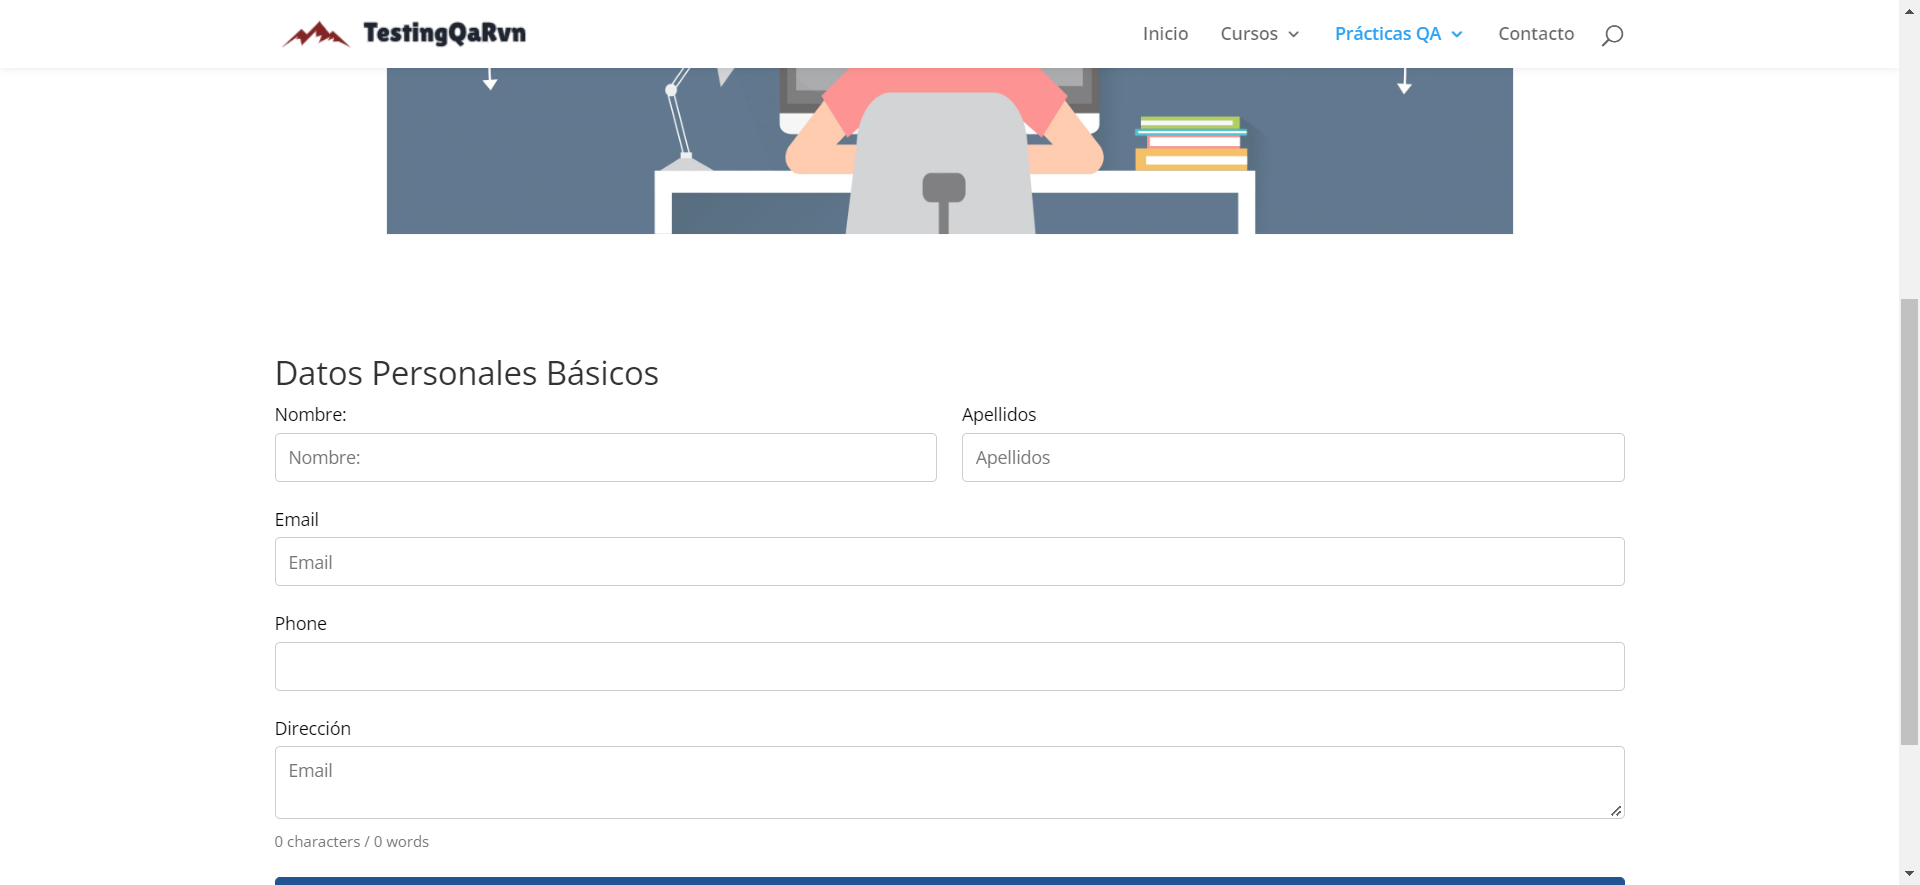 TestingQaRvn
Inicio
Cursos
Prácticas QA
Contacto
Datos Personales Básicos
Nombre:
Apellidos
Nombre:
Apellidos
Email
Email
Phone
Dirección
Email
0 characters / 0 words